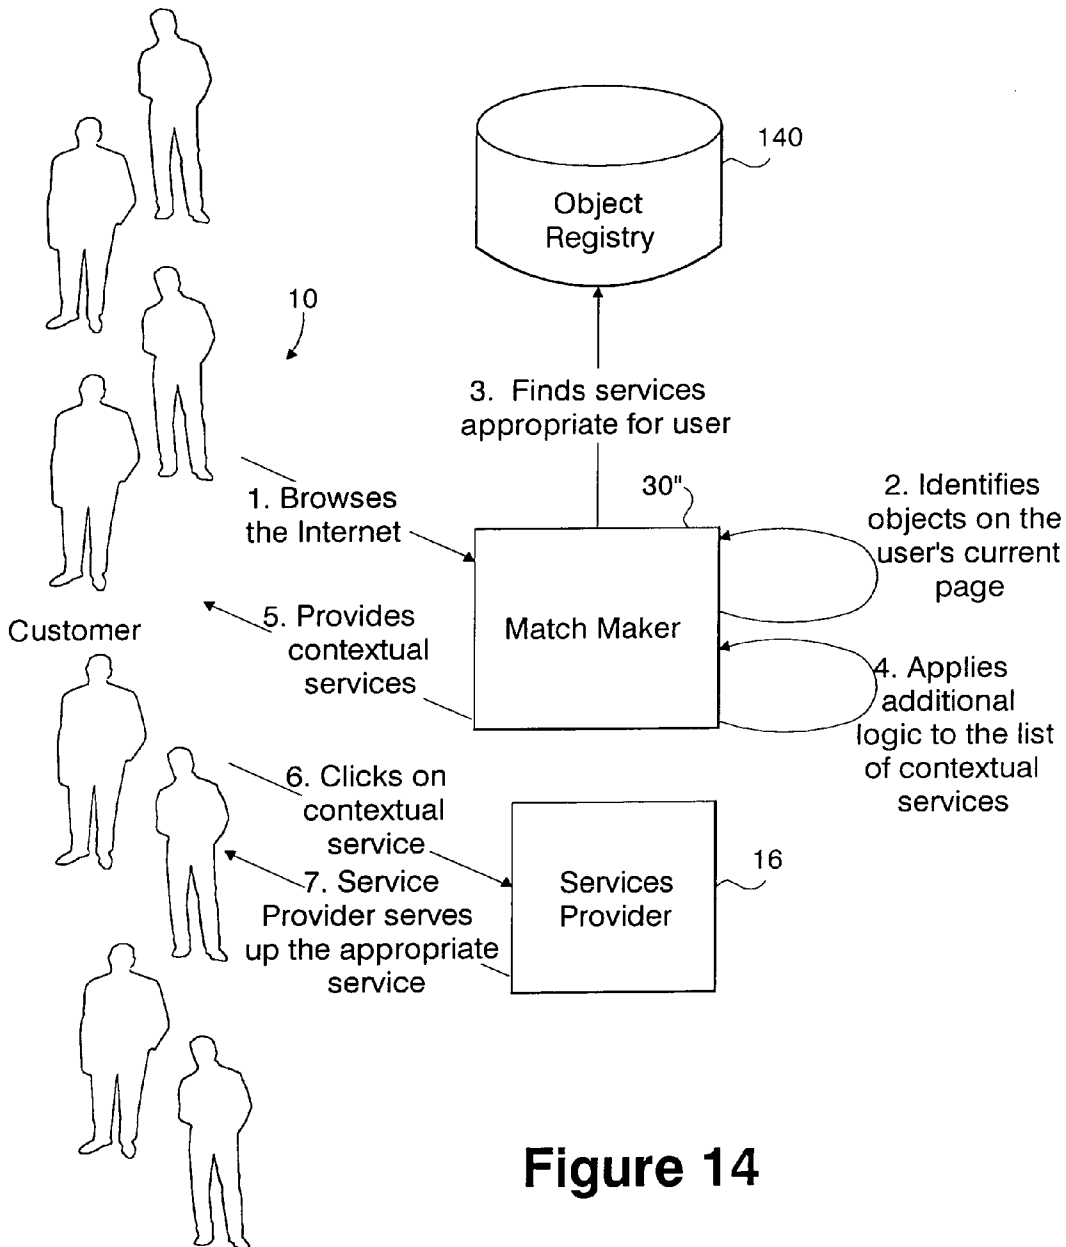 140
Object
Registry
10
3. Finds services
appropriate for user
30"
2. Identifies
objects on the
user's current
page
1. Browses
the Internet
Match Maker
Customer
5. Provides
contextual
services
4. Applies
additional
logic to the list
of contextual
services
6. Clicks on
contextual
service
16
Services
Provider
7. Service
Provider serves
up the appropriate
service
Figure 14